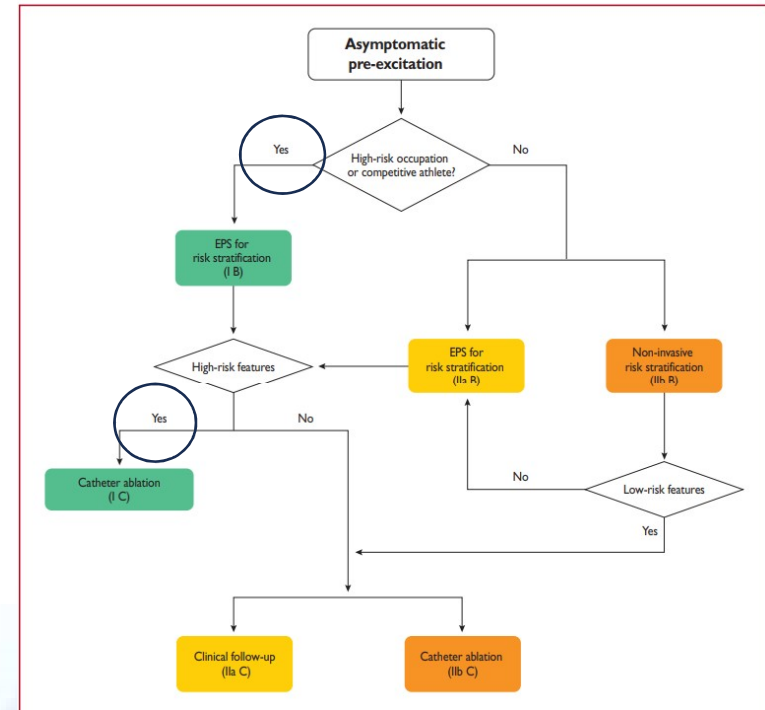 Asymptomatic
pre-excitation
Yes
High-risk occupation
or competitive athlete?
No
EPS for
risk stratification
(I B)
High-risk features
EPS for
risk stratification
(IIa B)
Non-invasive
risk stratification
(IIb B)
Yes
No
No
Low-risk features
Catheter ablation
(I C)
Yes
Clinical follow-up
(IIa C)
Catheter ablation
(IIb C)